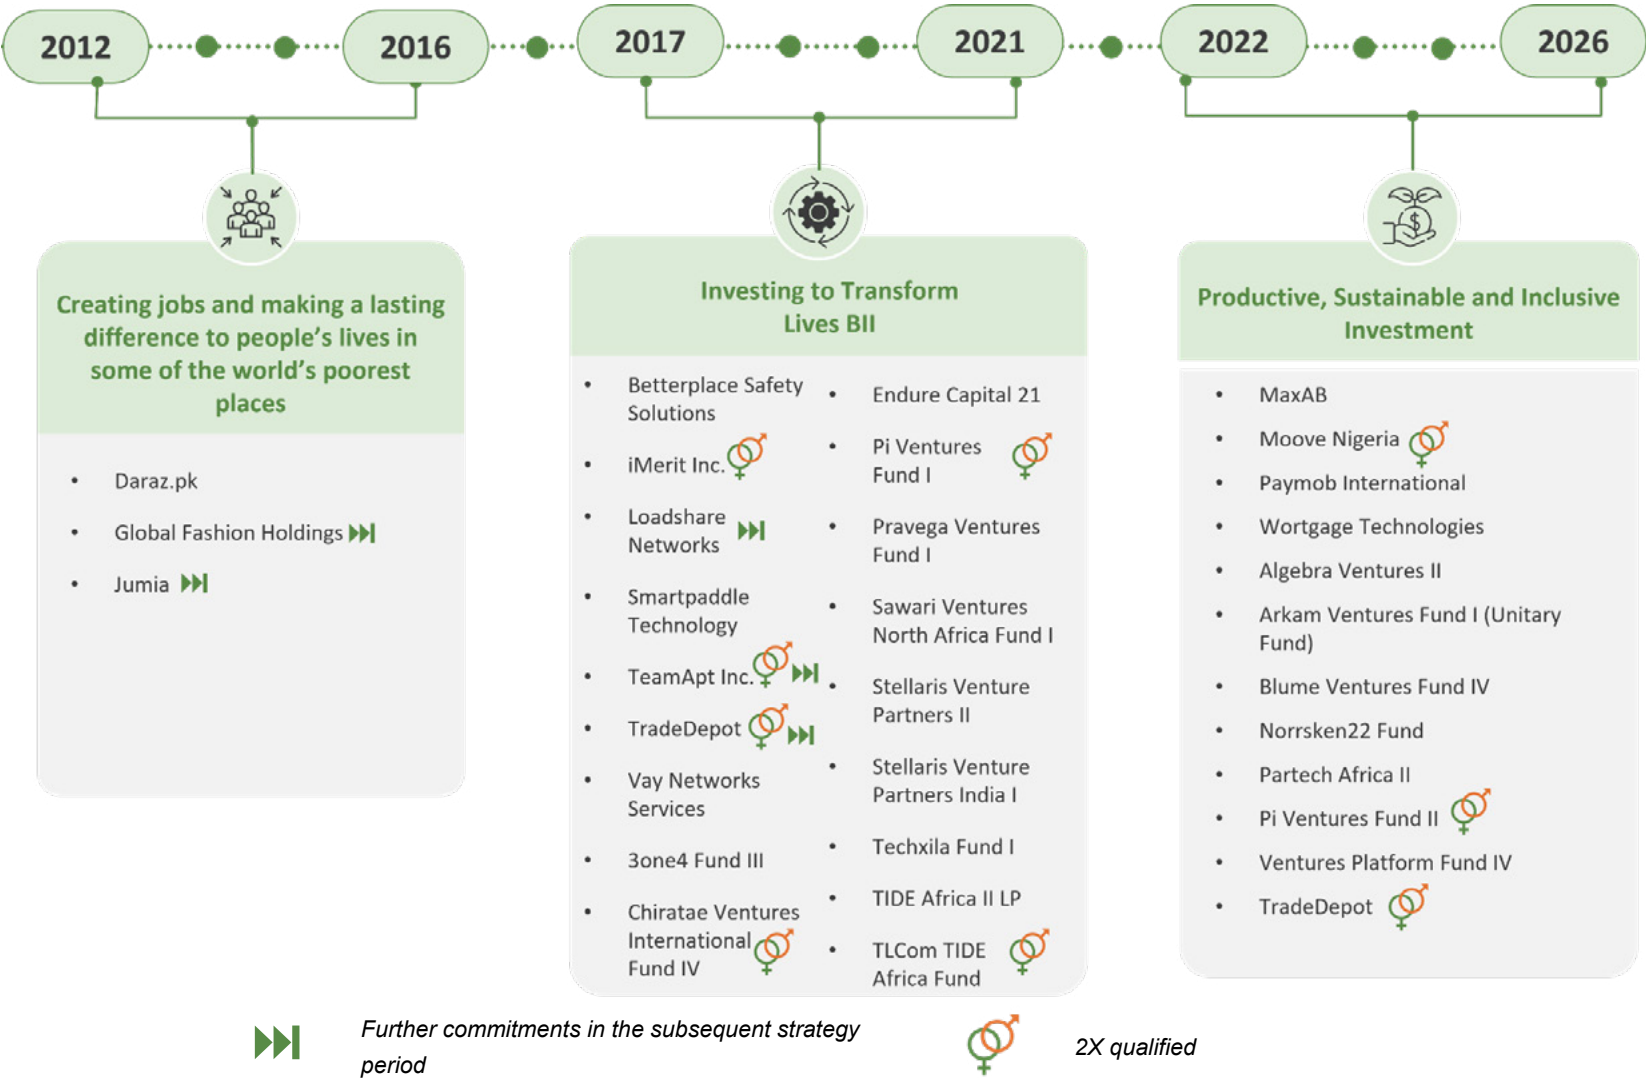 2012
2016
2017
2021
2022
2026
Creating jobs and making a lasting
difference to people's lives in
some of the world's poorest
places
• Daraz.pk
• Global Fashion Holdings
• Jumia
Investing to Transform
Lives BII
• Betterplace Safety
Solutions
• iMerit Inc.
• Loadshare
Networks
• Smartpaddle
Technology
• TeamApt Inc.
• TradeDepot
• Vay Networks
Services
• 3one4 Fund III
• Chiratae Ventures
International
Fund IV
• Endure Capital 21
• Pi Ventures
Fund I
• Pravega Ventures
Fund I
• Sawari Ventures
North Africa Fund I
• Stellaris Venture
Partners II
• Stellaris Venture
Partners India I
• Techxila Fund I
• TIDE Africa II LP
• TLCom TIDE
Africa Fund
Productive, Sustainable and Inclusive
Investment
• MaxAB
• Moove Nigeria
• Paymob International
• Wortgage Technologies
• Algebra Ventures II
• Arkam Ventures Fund I (Unitary
Fund)
• Blume Ventures Fund IV
• Norrsken22 Fund
• Partech Africa II
• Pi Ventures Fund II
• Ventures Platform Fund IV
• TradeDepot
Further commitments in the subsequent strategy
period
2X qualified